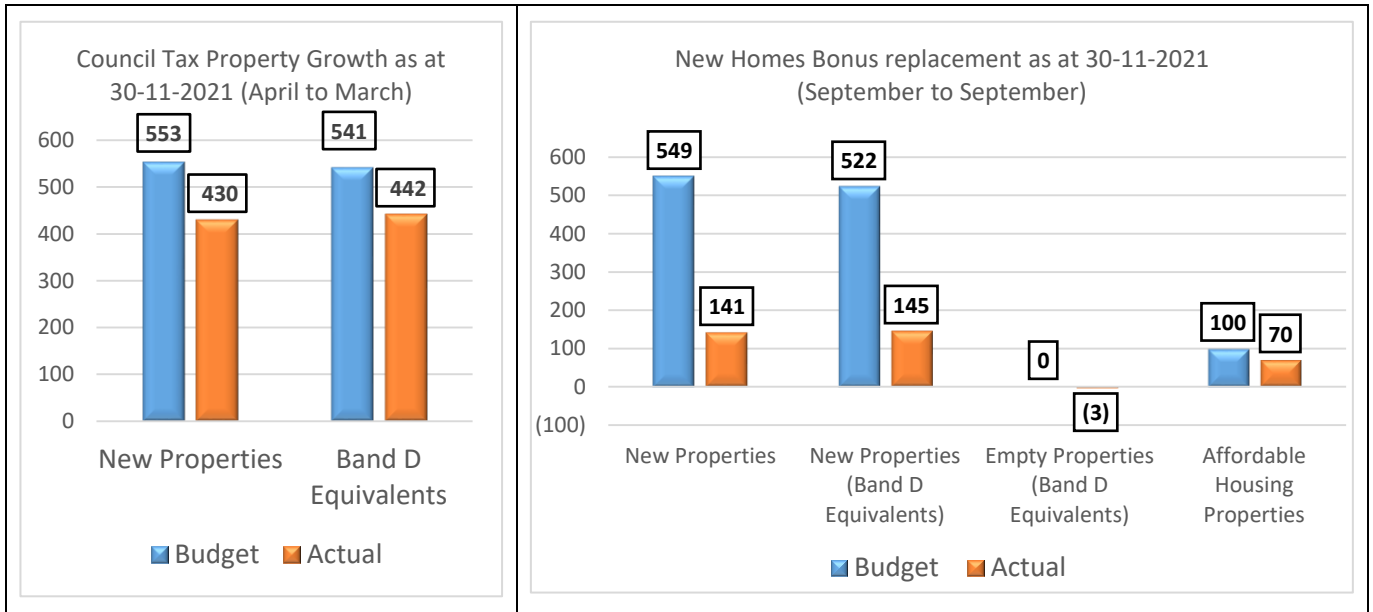 Council Tax Property Growth as at
30-11-2021 (April to March)
553
541
430
442
600
500
400
300
200
100
0
New Properties
Band D
Equivalents
Budget Actual
New Homes Bonus replacement as at 30-11-2021
(September to September)
549
522
141
145
0
(3)
100
70
600
500
400
300
200
100
0
(100)
New Properties
New Properties
(Band D
Equivalents)
Empty Properties
(Band D
Equivalents)
Affordable
Housing
Properties
Budget Actual